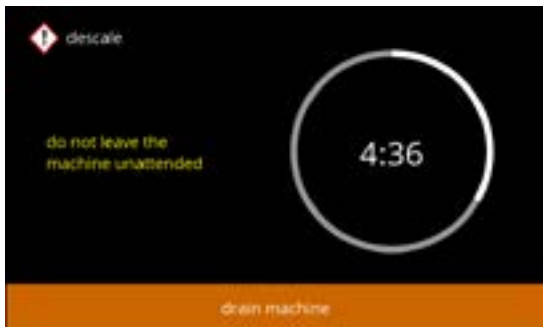 descale
do not leave the
machine unattended
4:36
drain machine